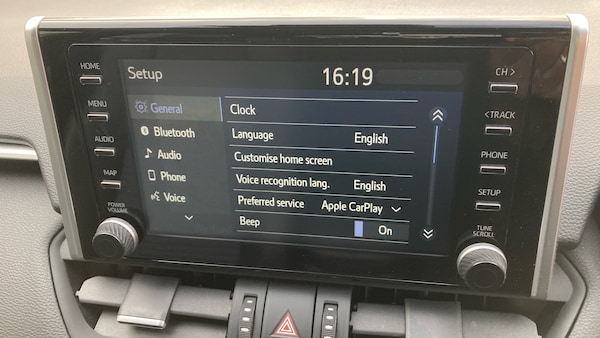 HOME
MENU
AUDIO
MAP
POWER
VOLUME
Setup
16:19
General
Bluetooth
Audio
Phone
Voice
Clock
Language English
Customise home screen
Voice recognition lang. English
Preferred service Apple CarPlay
Beep On
CH >
< TRACK
PHONE
SETUP
TUNE
SCROLL